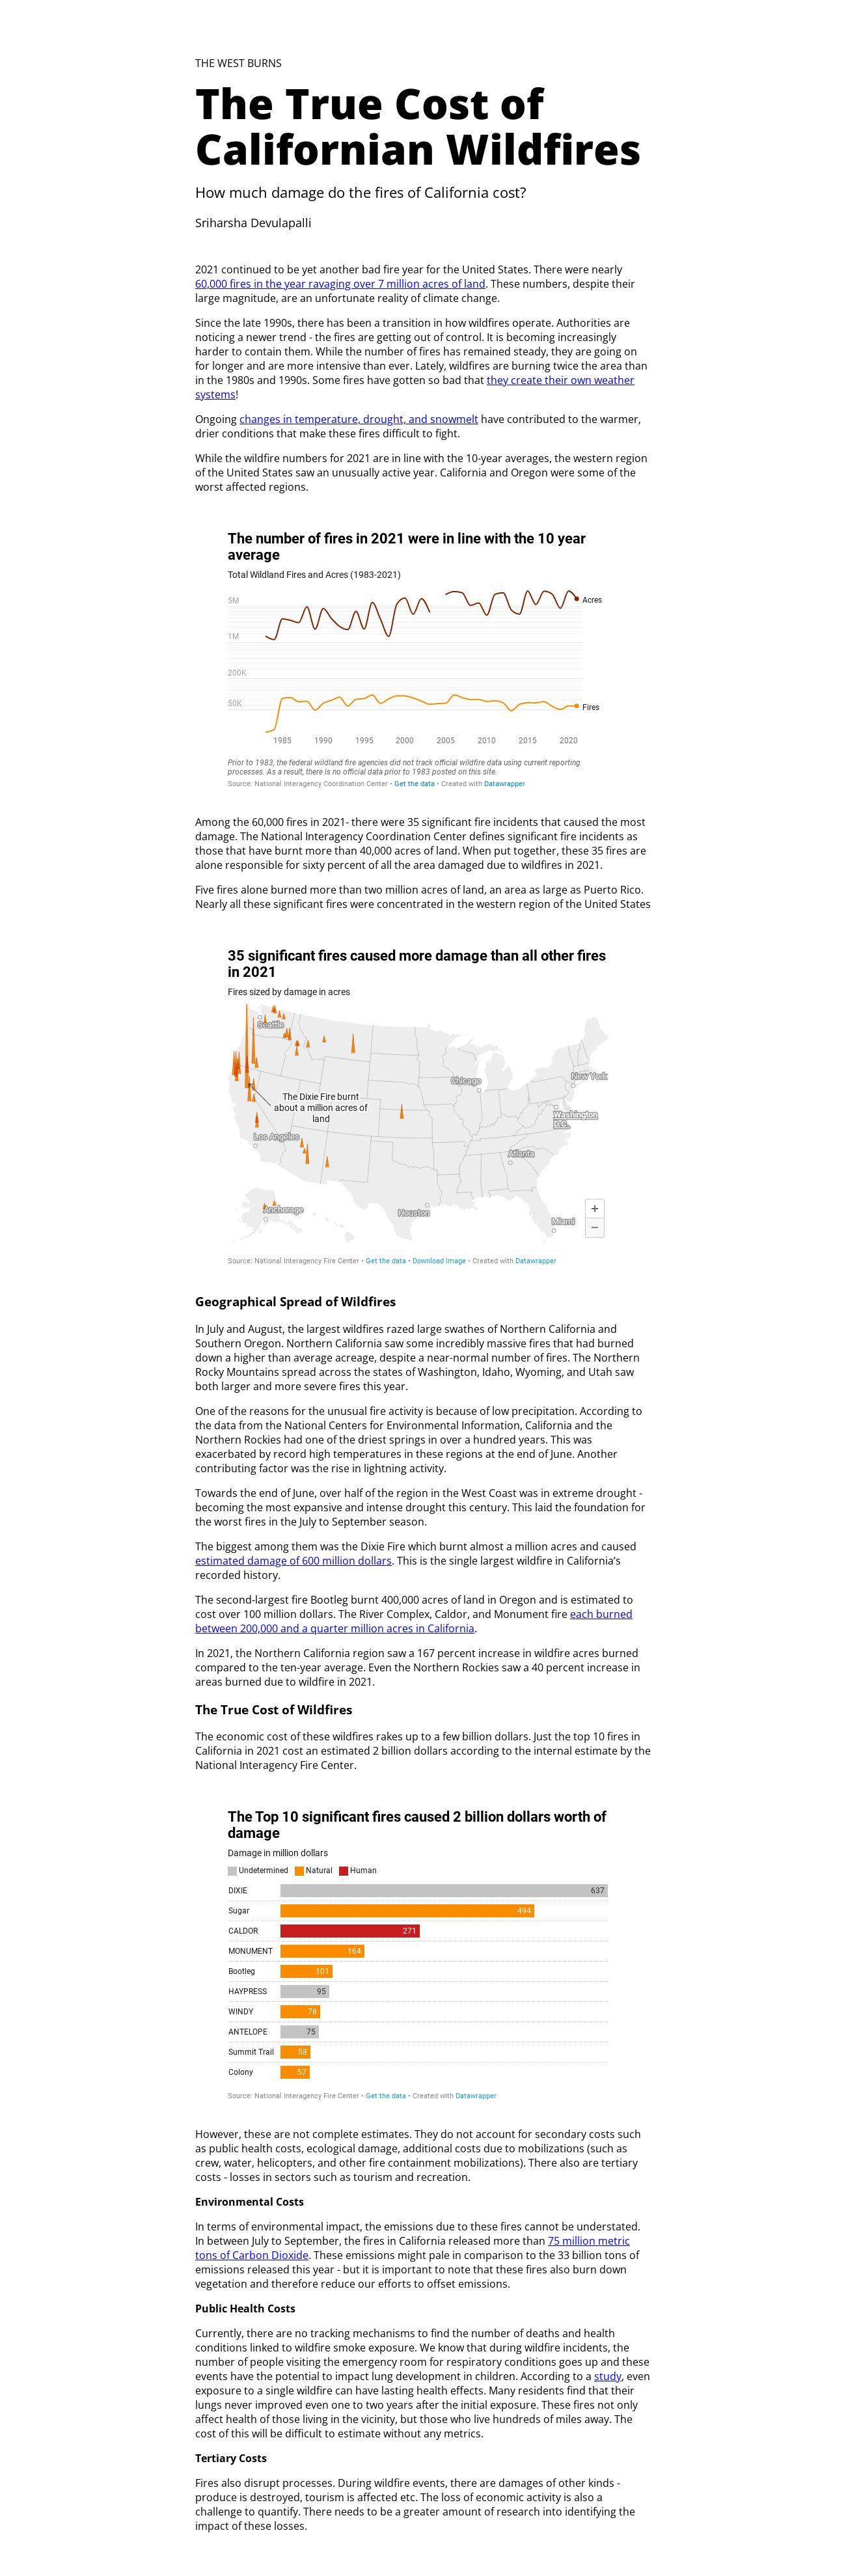 THE WEST BURNS
The True Cost of
Californian Wildfires
How much damage do the fires of California cost?
Sriharsha Devulapalli
2021 continued to be yet another bad fire year for the United States. There were nearly
60,000 fires in the year ravaging over 7 million acres of land. These numbers, despite their
large magnitude, are an unfortunate reality of climate change.
Since the late 1990s, there has been a transition in how wildfires operate. Authorities are
noticing a newer trend - the fires are getting out of control. It is becoming increasingly
harder to contain them. While the number of fires has remained steady, they are going on
for longer and are more intensive than ever. Lately, wildfires are burning twice the area than
in the 1980s and 1990s. Some fires have gotten so bad that they create their own weather
systems!
Ongoing changes in temperature, drought, and snowmelt have contributed to the warmer,
drier conditions that make these fires difficult to fight.
While the wildfire numbers for 2021 are in line with the 10-year averages, the western region
of the United States saw an unusually active year. California and Oregon were some of the
worst affected regions.
The number of fires in 2021 were in line with the 10 year
average
Total Wildland Fires and Acres (1983-2021)
5M
Acres
1M
200K
50K
Fires
1985 1990 1995 2000 2005 2010 2015 2020
Prior to 1983, the federal wildland fire agencies did not track official wildfire data using current reporting
processes. As a result, there is no official data prior to 1983 posted on this site.
Source: National Interagency Coordination Center • Get the data • Created with Datawrapper
Among the 60,000 fires in 2021- there were 35 significant fire incidents that caused the most
damage. The National Interagency Coordination Center defines significant fire incidents as
those that have burnt more than 40,000 acres of land. When put together, these 35 fires are
alone responsible for sixty percent of all the area damaged due to wildfires in 2021.
Five fires alone burned more than two million acres of land, an area as large as Puerto Rico.
Nearly all these significant fires were concentrated in the western region of the United States
35 significant fires caused more damage than all other fires
in 2021
Fires sized by damage in acres
Seattle
Chicago
New York
The Dixie Fire burnt
about a million acres of
land
Washington
D.C.
Los Angeles
Atlanta
Anchorage
Houston
Miami
+
−
Source: National Interagency Fire Center • Get the data • Download image • Created with Datawrapper
Geographical Spread of Wildfires
In July and August, the largest wildfires razed large swathes of Northern California and
Southern Oregon. Northern California saw some incredibly massive fires that had burned
down a higher than average acreage, despite a near-normal number of fires. The Northern
Rocky Mountains spread across the states of Washington, Idaho, Wyoming, and Utah saw
both larger and more severe fires this year.
One of the reasons for the unusual fire activity is because of low precipitation. According to
the data from the National Centers for Environmental Information, California and the
Northern Rockies had one of the driest springs in over a hundred years. This was
exacerbated by record high temperatures in these regions at the end of June. Another
contributing factor was the rise in lightning activity.
Towards the end of June, over half of the region in the West Coast was in extreme drought -
becoming the most expansive and intense drought this century. This laid the foundation for
the worst fires in the July to September season.
The biggest among them was the Dixie Fire which burnt almost a million acres and caused
estimated damage of 600 million dollars. This is the single largest wildfire in California's
recorded history.
The second-largest fire Bootleg burnt 400,000 acres of land in Oregon and is estimated to
cost over 100 million dollars. The River Complex, Caldor, and Monument fire each burned
between 200,000 and a quarter million acres in California.
In 2021, the Northern California region saw a 167 percent increase in wildfire acres burned
compared to the ten-year average. Even the Northern Rockies saw a 40 percent increase in
areas burned due to wildfire in 2021.
The True Cost of Wildfires
The economic cost of these wildfires rakes up to a few billion dollars. Just the top 10 fires in
California in 2021 cost an estimated 2 billion dollars according to the internal estimate by the
National Interagency Fire Center.
The Top 10 significant fires caused 2 billion dollars worth of
damage
Damage in million dollars
Undetermined Natural Human
DIXIE 637
Sugar 494
CALDOR 271
MONUMENT 164
Bootleg 101
HAYPRESS 95
WINDY 78
ANTELOPE 75
Summit Trail 58
Colony 57
Source: National Interagency Fire Center • Get the data • Created with Datawrapper
However, these are not complete estimates. They do not account for secondary costs such
as public health costs, ecological damage, additional costs due to mobilizations (such as
crew, water, helicopters, and other fire containment mobilizations). There also are tertiary
costs - losses in sectors such as tourism and recreation.
Environmental Costs
In terms of environmental impact, the emissions due to these fires cannot be understated.
In between July to September, the fires in California released more than 75 million metric
tons of Carbon Dioxide. These emissions might pale in comparison to the 33 billion tons of
emissions released this year - but it is important to note that these fires also burn down
vegetation and therefore reduce our efforts to offset emissions.
Public Health Costs
Currently, there are no tracking mechanisms to find the number of deaths and health
conditions linked to wildfire smoke exposure. We know that during wildfire incidents, the
number of people visiting the emergency room for respiratory conditions goes up and these
events have the potential to impact lung development in children. According to a study, even
exposure to a single wildfire can have lasting health effects. Many residents find that their
lungs never improved even one to two years after the initial exposure. These fires not only
affect health of those living in the vicinity, but those who live hundreds of miles away. The
cost of this will be difficult to estimate without any metrics.
Tertiary Costs
Fires also disrupt processes. During wildfire events, there are damages of other kinds -
produce is destroyed, tourism is affected etc. The loss of economic activity is also a
challenge to quantify. There needs to be a greater amount of research into identifying the
impact of these losses.